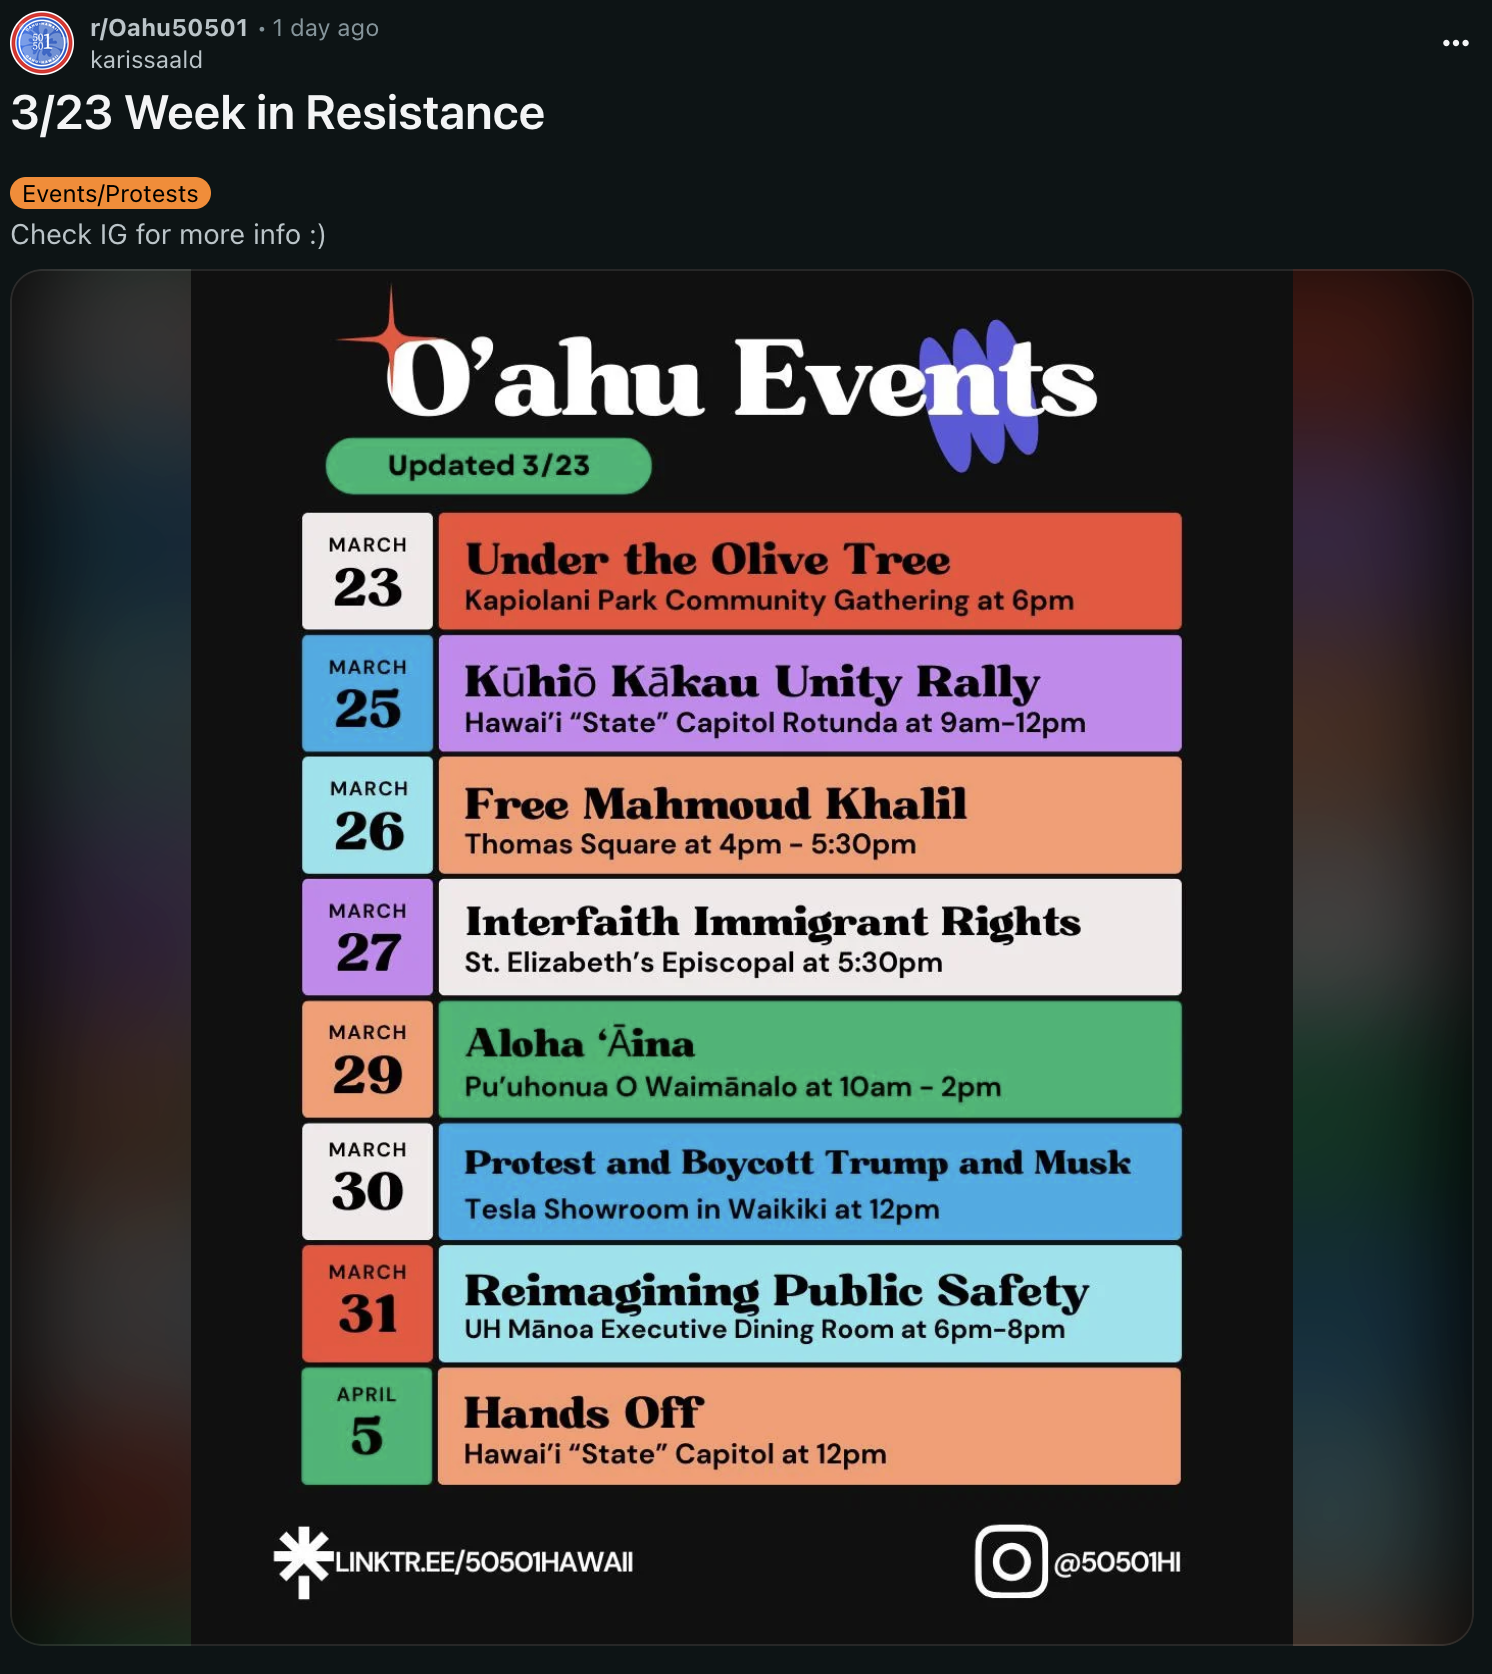 r/Oahu50501 • 1 day ago
karissaald
3/23 Week in Resistance
Events/Protests
Check IG for more info :)
O’ahu Events
Updated 3/23
MARCH
23
Under the Olive Tree
Kapiolani Park Community Gathering at 6pm
MARCH
25
Kūhiō Kākau Unity Rally
Hawai’i “State” Capitol Rotunda at 9am-12pm
MARCH
26
Free Mahmoud Khalil
Thomas Square at 4pm - 5:30pm
MARCH
27
Interfaith Immigrant Rights
St. Elizabeth’s Episcopal at 5:30pm
MARCH
29
Aloha ‘Āina
Pu’uhonua O Waimānalo at 10am - 2pm
MARCH
30
Protest and Boycott Trump and Musk
Tesla Showroom in Waikiki at 12pm
MARCH
31
Reimagining Public Safety
UH Mānoa Executive Dining Room at 6pm-8pm
APRIL
5
Hands Off
Hawai’i “State” Capitol at 12pm
LINKTR.EE/50501HAWAII
@50501HI